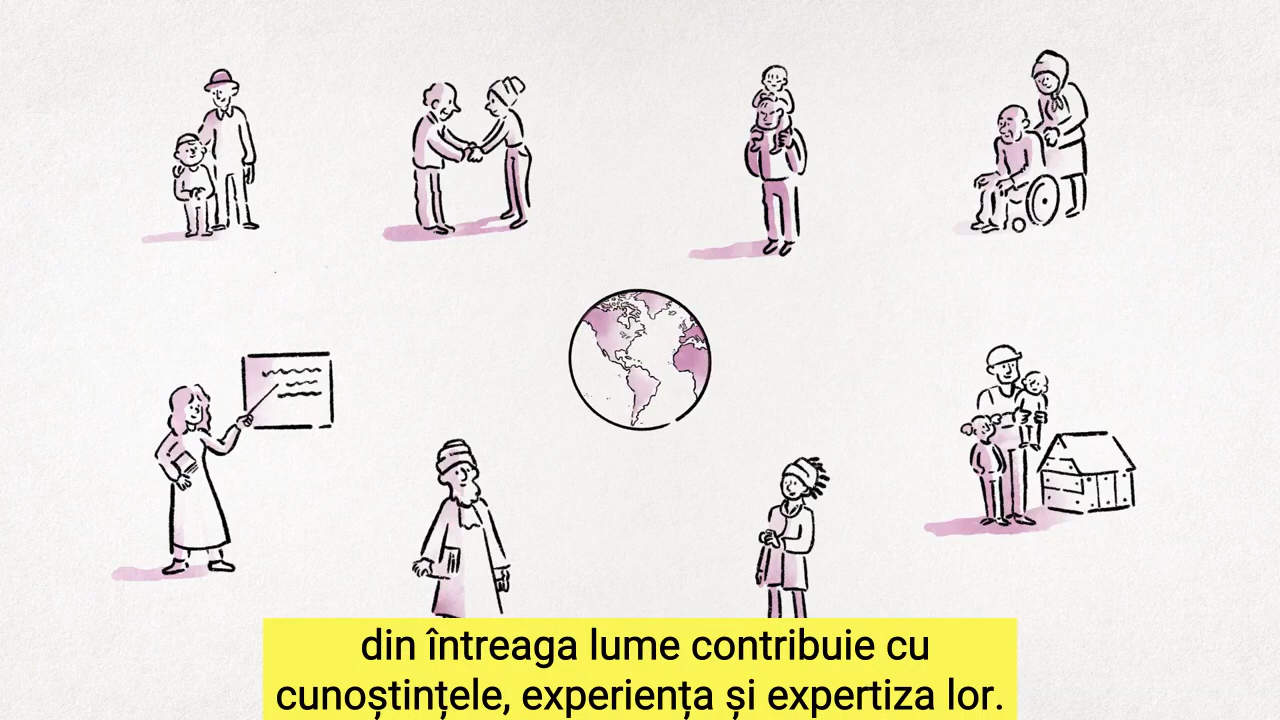 din întreaga lume contribuie cu
cunoștințele, experiența și expertiza lor.